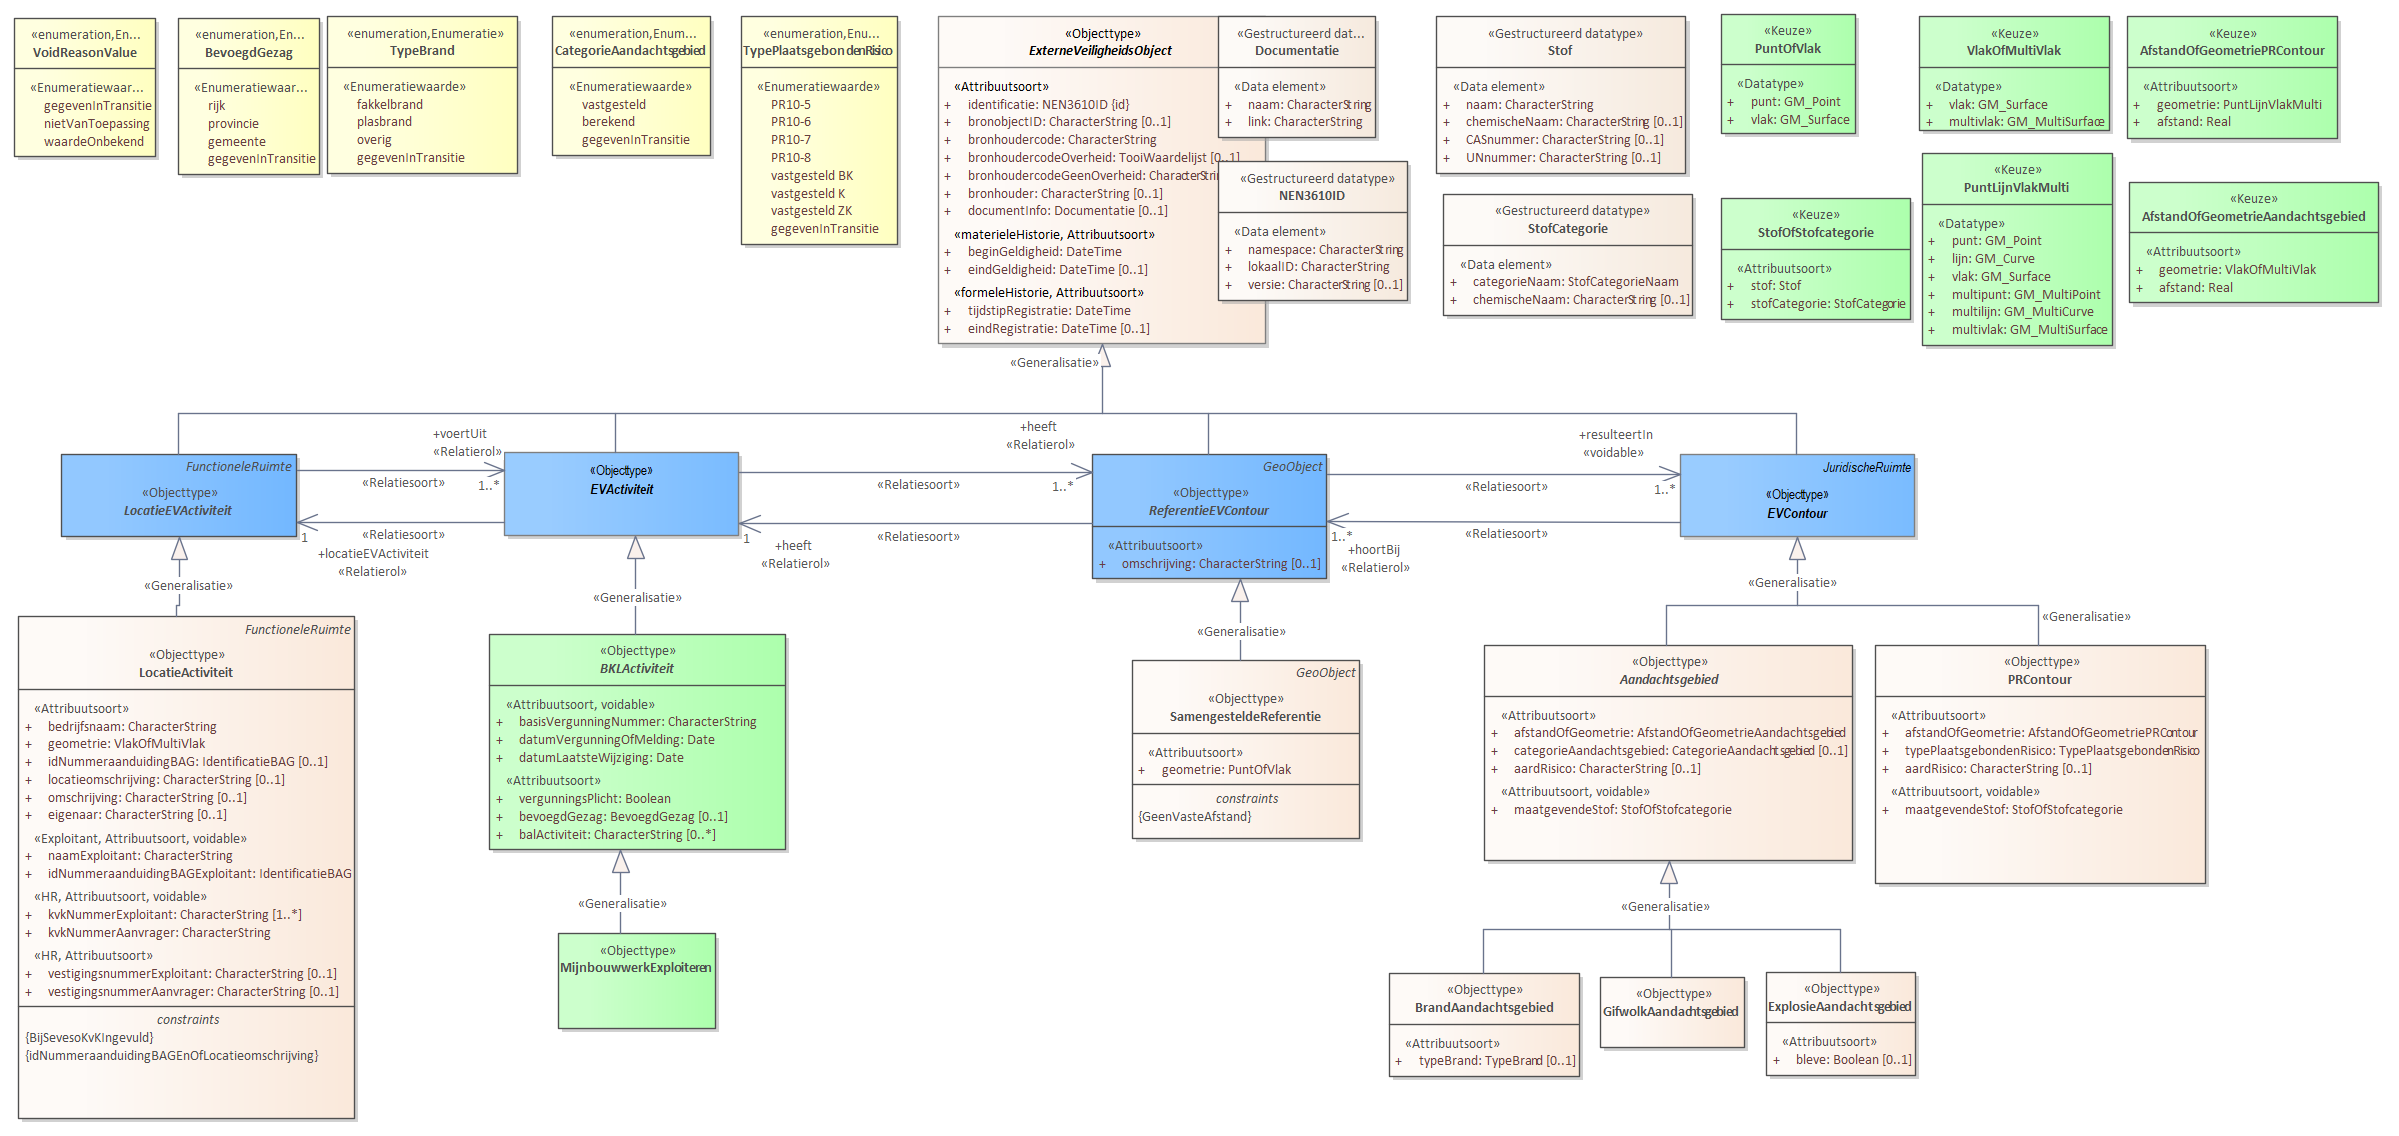 «enumeration,En...
VoidReasonValue
«Enumeratiewaar...
gegevenInTransitie
nietVanToepassing
waardeOnbekend
«enumeration,En...
BevoegdGezag
«Enumeratiewaar...
rijk
provincie
gemeente
gegevenInTransitie
«enumeration,Enumeratie»
TypeBrand
«Enumeratiewaarde»
fakkelbrand
plasbrand
overig
gegevenInTransitie
«enumeration,Enum...
CategorieAandachtsgebied
«Enumeratiewaarde»
vastgesteld
berekend
gegevenInTransitie
«enumeration,Enu...
TypePlaatsgebondenRisico
«Enumeratiewaarde»
PR10-5
PR10-6
PR10-7
PR10-8
vastgesteld BK
vastgesteld K
vastgesteld ZK
gegevenInTransitie
«Objecttype»
ExterneVeiligheidsObject
«Attribuutsoort»
+ identificatie: NEN3610ID {id}
+ bronobjectID: CharacterString [0..1]
+ bronhoudercode: CharacterString
+ bronhoudercodeOverheid: TooiWaardelijst [0..1]
+ bronhoudercodeGeenOverheid: CharacterStrin
+ bronhouder: CharacterString [0..1]
+ documentInfo: Documentatie [0..1]
«materieleHistorie, Attribuutsoort»
+ beginGeldigheid: DateTime
+ eindGeldigheid: DateTime [0..1]
«formeleHistorie, Attribuutsoort»
+ tijdstipRegistratie: DateTime
+ eindRegistratie: DateTime [0..1]
«Gestructureerd dat...
Documentatie
«Data element»
+ naam: CharacterString
+ link: CharacterString
«Gestructureerd datatype»
NEN3610ID
«Data element»
+ namespace: CharacterString
+ lokaalID: CharacterString
+ versie: CharacterString [0..1]
«Gestructureerd datatype»
Stof
«Data element»
+ naam: CharacterString
+ chemischeNaam: CharacterString [0..1]
+ CASnummer: CharacterString [0..1]
+ UNnummer: CharacterString [0..1]
«Gestructureerd datatype»
StofCategorie
«Data element»
+ categorieNaam: StofCategorieNaam
+ chemischeNaam: CharacterString [0..1]
«Keuze»
PuntOfVlak
«Datatype»
+ punt: GM_Point
+ vlak: GM_Surface
«Keuze»
StofOfStofcategorie
«Attribuutsoort»
+ stof: Stof
+ stofCategorie: StofCategorie
«Keuze»
VlakOfMultiVlak
«Datatype»
+ vlak: GM_Surface
+ multivlak: GM_MultiSurface
«Keuze»
PuntLijnVlakMulti
«Datatype»
+ punt: GM_Point
+ lijn: GM_Curve
+ vlak: GM_Surface
+ multipunt: GM_MultiPoint
+ multilijn: GM_MultiCurve
+ multivlak: GM_MultiSurface
«Keuze»
AfstandOfGeometriePRContour
«Attribuutsoort»
+ geometrie: PuntLijnVlakMulti
+ afstand: Real
«Keuze»
AfstandOfGeometrieAandachtsgebied
«Attribuutsoort»
+ geometrie: VlakOfMultiVlak
+ afstand: Real
«Generalisatie»
FunctioneleRuimte
«Objecttype»
LocatieEVActiviteit
+voertUit
«Relatierol»
«Relatiesoort»
1..*
«Relatiesoort»
1
+locatieEVActiviteit
«Relatierol»
«Objecttype»
EVActiviteit
+heeft
«Relatierol»
«Relatiesoort»
1..*
«Relatiesoort»
1
+heeft
«Relatierol»
GeoObject
«Objecttype»
ReferentieEVContour
«Attribuutsoort»
+ omschrijving: CharacterString [0..1]
+resulteertIn
«voidable»
«Relatiesoort»
1..*
«Relatiesoort»
1..*
+hoortBij
«Relatierol»
JuridischeRuimte
«Objecttype»
EVContour
«Generalisatie»
FunctioneleRuimte
«Objecttype»
LocatieActiviteit
«Attribuutsoort»
+ bedrijfsnaam: CharacterString
+ geometrie: VlakOfMultiVlak
+ idNummeraanduidingBAG: IdentificatieBAG [0..1]
+ locatieomschrijving: CharacterString [0..1]
+ omschrijving: CharacterString [0..1]
+ eigenaar: CharacterString [0..1]
«Exploitant, Attribuutsoort, voidable»
+ naamExploitant: CharacterString
+ idNummeraanduidingBAGExploitant: IdentificatieBAG
«HR, Attribuutsoort, voidable»
+ kvkNummerExploitant: CharacterString [1..*]
+ kvkNummerAanvrager: CharacterString
«HR, Attribuutsoort»
+ vestigingsnummerExploitant: CharacterString [0..1]
+ vestigingsnummerAanvrager: CharacterString [0..1]
constraints
{BijSevesoKvKIngevuld}
{idNummeraanduidingBAGEnOfLocatieomschrijving}
«Generalisatie»
«Objecttype»
BKLActiviteit
«Attribuutsoort, voidable»
+ basisVergunningNummer: CharacterString
+ datumVergunningOfMelding: Date
+ datumLaatsteWijziging: Date
«Attribuutsoort»
+ vergunningsPlicht: Boolean
+ bevoegdGezag: BevoegdGezag [0..1]
+ balActiviteit: CharacterString [0..*]
«Generalisatie»
«Objecttype»
MijnbouwwerkExploiteren
«Generalisatie»
GeoObject
«Objecttype»
SamengesteldeReferentie
«Attribuutsoort»
+ geometrie: PuntOfVlak
constraints
{GeenVasteAfstand}
«Generalisatie»
«Generalisatie»
«Objecttype»
Aandachtsgebied
«Attribuutsoort»
+ afstandOfGeometrie: AfstandOfGeometrieAandachtsgebied
+ categorieAandachtsgebied: CategorieAandachtsgebied [0..1]
+ aardRisico: CharacterString [0..1]
«Attribuutsoort, voidable»
+ maatgevendeStof: StofOfStofcategorie
«Objecttype»
PRContour
«Attribuutsoort»
+ afstandOfGeometrie: AfstandOfGeometriePRContour
+ typePlaatsgebondenRisico: TypePlaatsgebondenRisico
+ aardRisico: CharacterString [0..1]
«Attribuutsoort, voidable»
+ maatgevendeStof: StofOfStofcategorie
«Generalisatie»
«Objecttype»
BrandAandachtsgebied
«Attribuutsoort»
+ typeBrand: TypeBrand [0..1]
«Objecttype»
GifwolkAandachtsgebied
«Objecttype»
ExplosieAandachtsgebied
«Attribuutsoort»
+ bleve: Boolean [0..1]